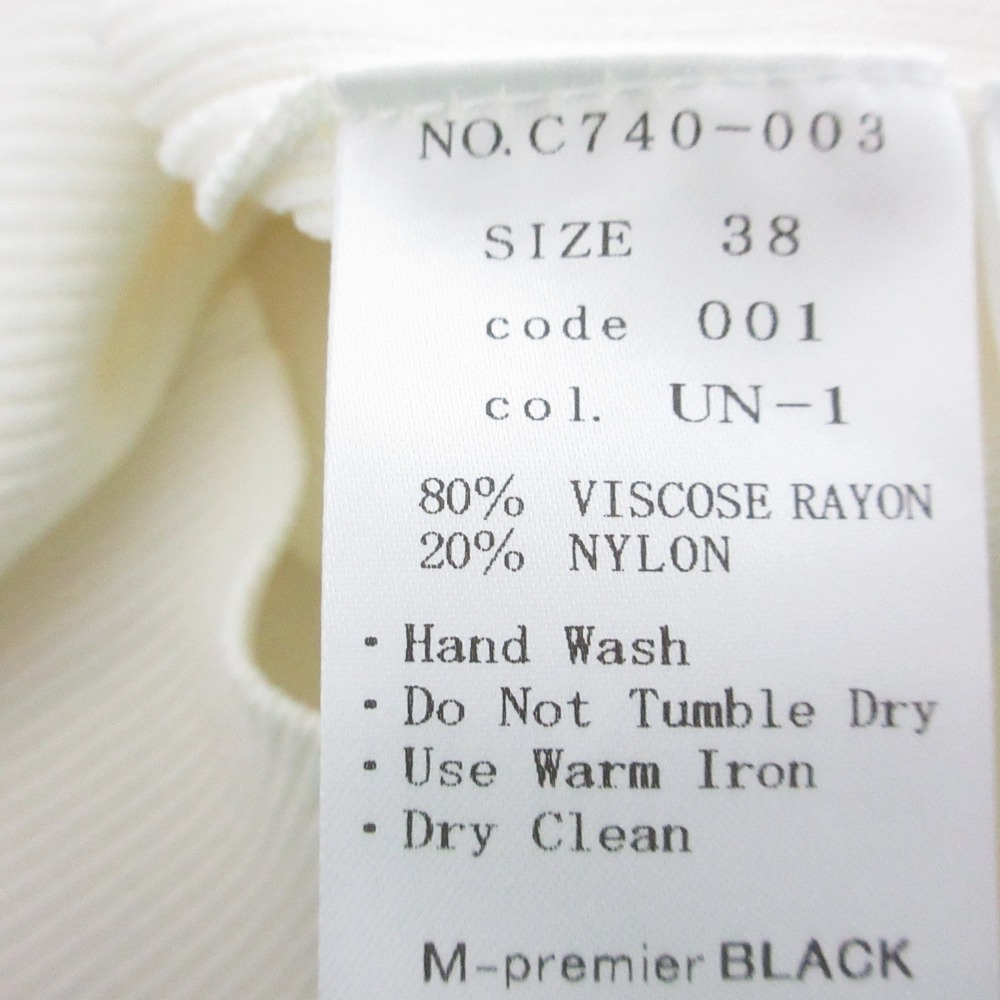 NO. C740-003
SIZE 38
code 001
col. UN-1
80% VISCOSE RAYON
20% NYLON
・Hand Wash
・Do Not Tumble Dry
・Use Warm Iron
・Dry Clean
M-premier BLACK